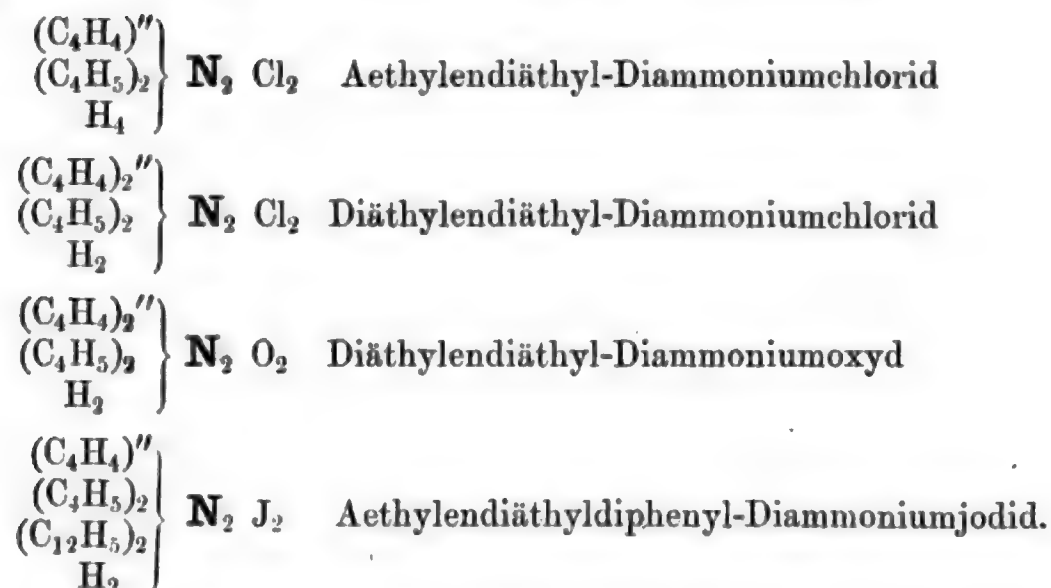 (C₄H₄)″
(C₄H₅)₂
H₄
N₂ Cl₂ Aethylendiäthyl-Diammoniumchlorid
(C₄H₄)₂″
(C₄H₅)₂
H₂
N₂ Cl₂ Diäthylendiäthyl-Diammoniumchlorid
(C₄H₄)₂″
(C₄H₅)₂
H₂
N₂ O₂ Diäthylendiäthyl-Diammoniumoxyd
(C₄H₄)″
(C₄H₅)₂
(C₁₂H₅)₂
H₂
N₂ J₂ Aethylendiäthyldiphenyl-Diammoniumjodid.